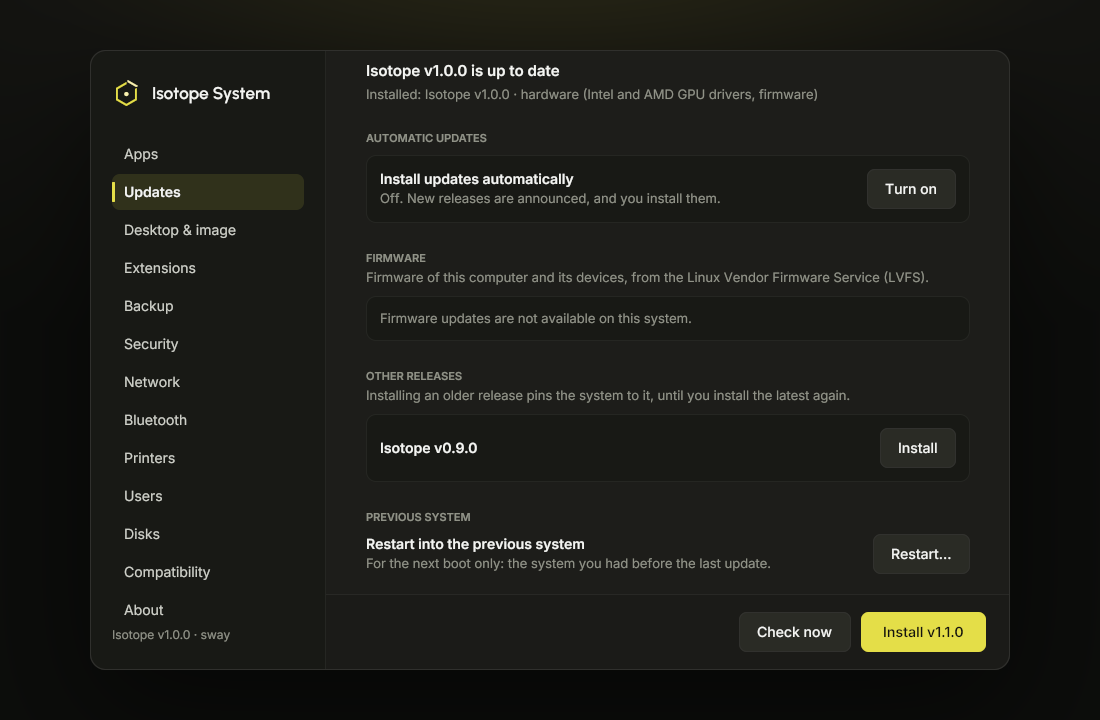 Isotope System
Apps
Updates
Desktop & image
Extensions
Backup
Security
Network
Bluetooth
Printers
Users
Disks
Compatibility
About
Isotope v1.0.0 · sway
Isotope v1.0.0 is up to date
Installed: Isotope v1.0.0 · hardware (Intel and AMD GPU drivers, firmware)
AUTOMATIC UPDATES
Install updates automatically
Off. New releases are announced, and you install them.
Turn on
FIRMWARE
Firmware of this computer and its devices, from the Linux Vendor Firmware Service (LVFS).
Firmware updates are not available on this system.
OTHER RELEASES
Installing an older release pins the system to it, until you install the latest again.
Isotope v0.9.0
Install
PREVIOUS SYSTEM
Restart into the previous system
For the next boot only: the system you had before the last update.
Restart...
Check now
Install v1.1.0